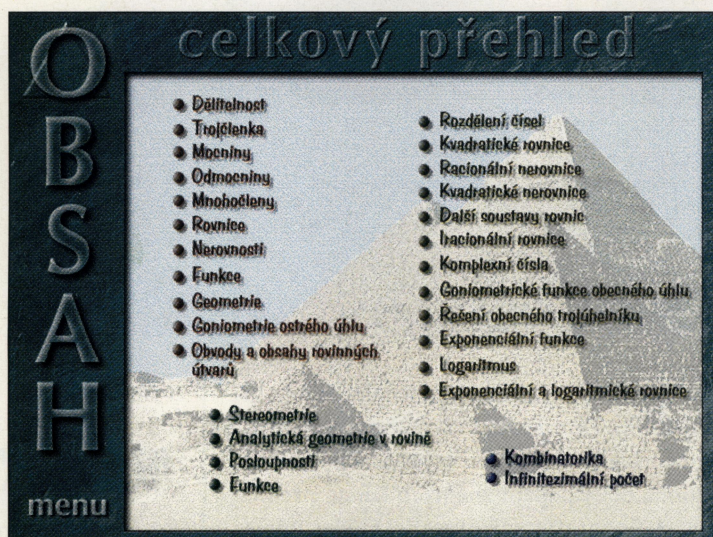 OBSAH
celkový přehled
Dělitelnost
Trojčlenka
Mocniny
Odmocniny
Mnohočleny
Rovnice
Nerovnosti
Funkce
Geometrie
Goniometrie ostrého úhlu
Obvody a obsahy rovinných
útvarů
Rozdělení čísel
Kvadratické rovnice
Racionální nerovnice
Kvadratické nerovnice
Další soustavy rovnic
Iracionální rovnice
Komplexní čísla
Goniometrické funkce obecného úhlu
Řešení obecného trojúhelníku
Exponenciální funkce
Logaritmus
Exponenciální a logaritmické rovnice
Stereometrie
Analytická geometrie v rovině
Posloupnosti
Funkce
Kombinatorika
Infinitezimální počet
menu